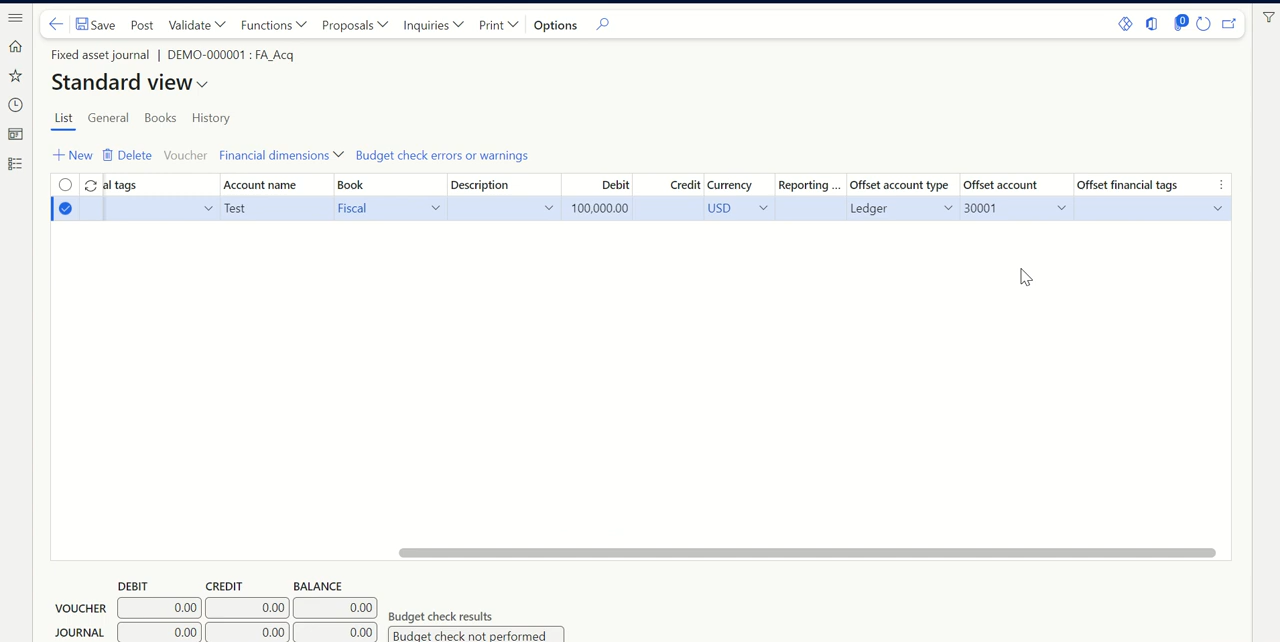 Save Post Validate Functions Proposals Inquiries Print Options 0
Fixed asset journal | DEMO-000001 : FA_Acq
Standard view
List General Books History
New Delete Voucher Financial dimensions Budget check errors or warnings
al tags Account name Book Description Debit Credit Currency Reporting ... Offset account type Offset account Offset financial tags
Test Fiscal 100,000.00 USD Ledger 30001
DEBIT CREDIT BALANCE
VOUCHER 0.00 0.00 0.00
Budget check results
JOURNAL 0.00 0.00 0.00
Budget check not performed